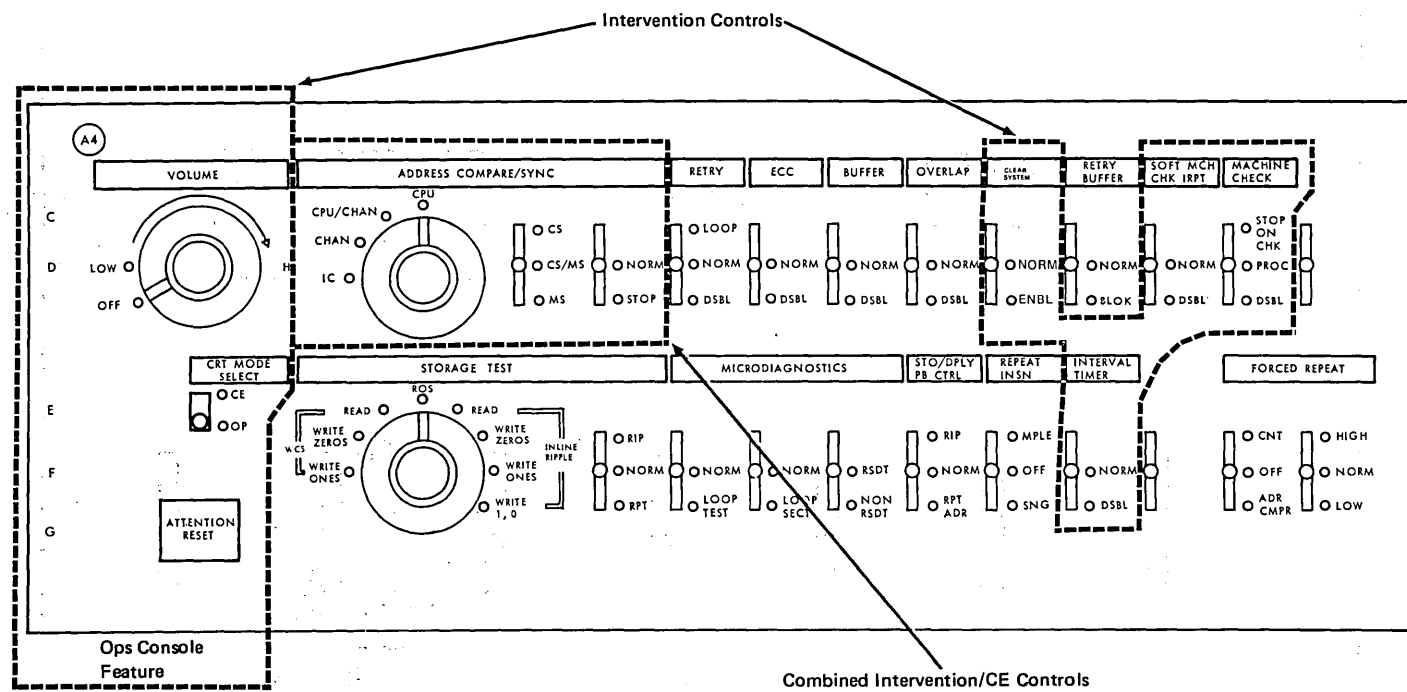 Intervention Controls
A4
VOLUME
ADDRESS COMPARE/SYNC
RETRY
ECC
BUFFER
OVERLAP
CLEAR
SYSTEM
RETRY
BUFFER
SOFT MCH
CHK IRPT
MACHINE
CHECK
C
D
LOW
OFF
H
CPU
CPU/CHAN
CHAN
IC
CS
CS/MS
MS
NORM
STOP
LOOP
NORM
DSBL
NORM
DSBL
NORM
DSBL
NORM
DSBL
NORM
ENBL
NORM
BLOK
NORM
DSBL
STOP
ON
CHK
PROC
DSBL
CRT MODE
SELECT
STORAGE TEST
MICRODIAGNOSTICS
STO/DPLY
PB CTRL
REPEAT
INSN
INTERVAL
TIMER
FORCED REPEAT
E
F
G
CE
OP
ATTENTION
RESET
ROS
READ
READ
WRITE
ZEROS
WRITE
ZEROS
WCS
WRITE
ONES
WRITE
ONES
INLINE
RIPPLE
WRITE
1,0
RIP
NORM
RPT
NORM
LOOP
TEST
NORM
LOOP
SECT
RSDT
NON
RSDT
RIP
NORM
RPT
ADR
MPLE
OFF
SNG
NORM
DSBL
CNT
OFF
ADR
CMPR
HIGH
NORM
LOW
Ops Console
Feature
Combined Intervention/CE Controls